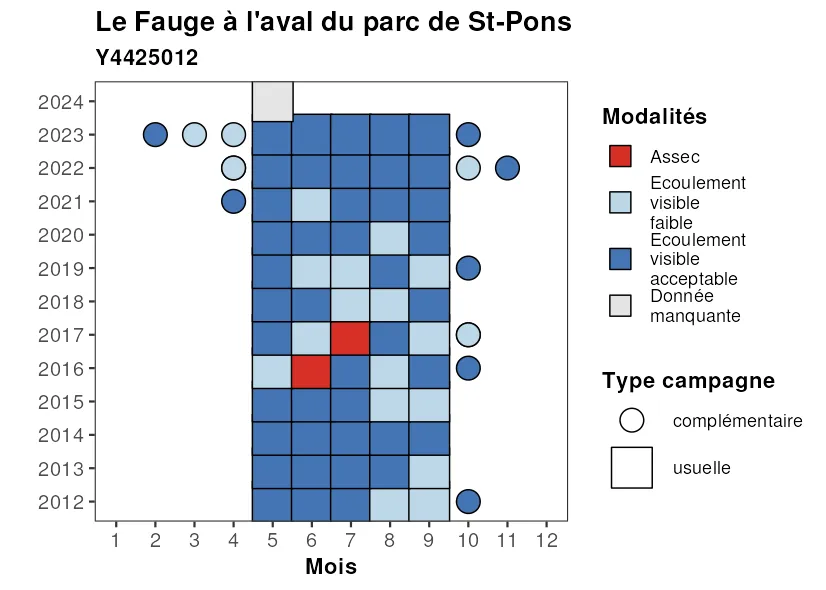 Le Fauge à l'aval du parc de St-Pons
Y4425012
2024
2023
2022
2021
2020
2019
2018
2017
2016
2015
2014
2013
2012
1 2 3 4 5 6 7 8 9 10 11 12
Mois
Modalités
Assec
Ecoulement
visible
faible
Ecoulement
visible
acceptable
Donnée
manquante
Type campagne
complémentaire
usuelle